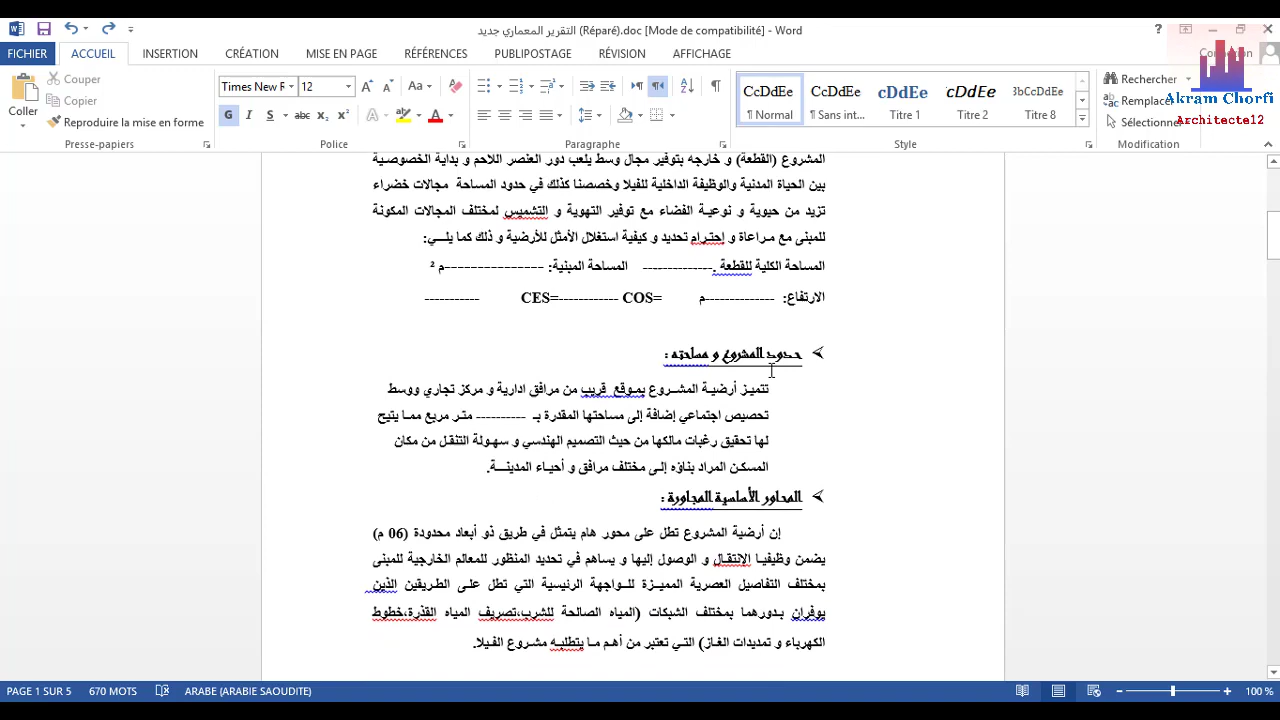 التقرير المعماري جديد (Réparé).doc [Mode de compatibilité] - Word
FICHIER ACCUEIL INSERTION CRÉATION MISE EN PAGE RÉFÉRENCES PUBLIPOSTAGE RÉVISION AFFICHAGE
Couper
Copier
Coller
Reproduire la mise en forme
Presse-papiers
Times New R 12
Police
Paragraphe
CcDdEe CcDdEe cDdEe cDdEe 3bCcDdEe
¶ Normal ¶ Sans int... Titre 1 Titre 2 Titre 8
Style
Rechercher
Remplacer
Sélectionner
Modification
Akram Chorfi
Architecte12
المشروع (القطعة) و خارجه بتوفير مجال وسط يلعب دور العنصر اللاحم و بداية الخصوصية
بين الحياة المدنية والوظيفة الداخلية للفيلا وخصصنا كذلك في حدود المساحة مجالات خضراء
تزيد من حيوية و نوعية الفضاء مع توفير التهوية و التشميس لمختلف المجالات المكونة
للمبنى مع مراعاة و إحترام تحديد و كيفية استغلال الأمثل للأرضية و ذلك كما يلي:
المساحة الكلية للقطعة .-------------- المساحة المبنية: ---------------م ²
الارتفاع: --------------م CES=------------ COS= -----------
حدود المشروع و مساحته :
تتميز أرضية المشروع بموقع قريب من مرافق ادارية و مركز تجاري ووسط
تحصيص اجتماعي إضافة إلى مساحتها المقدرة بـ ---------- متر مربع مما يتيح
لها تحقيق رغبات مالكها من حيث التصميم الهندسي و سهولة التنقل من مكان
المسكن المراد بناؤه إلى مختلف مرافق و أحياء المدينة.
المحاور الأساسية المجاورة :
إن أرضية المشروع تطل على محور هام يتمثل في طريق ذو أبعاد محدودة (06 م)
يضمن وظيفيا الإنتقال و الوصول إليها و يساهم في تحديد المنظور للمعالم الخارجية للمبنى
بمختلف التفاصيل العصرية المميزة للواجهة الرئيسية التي تطل على الطريقين الذين
يوفران بدورهما بمختلف الشبكات (المياه الصالحة للشرب،تصريف المياه القذرة،خطوط
الكهرباء و تمديدات الغاز) التي تعتبر من أهم ما يتطلبه مشروع الفيلا.
PAGE 1 SUR 5 670 MOTS ARABE (ARABIE SAOUDITE) 100 %